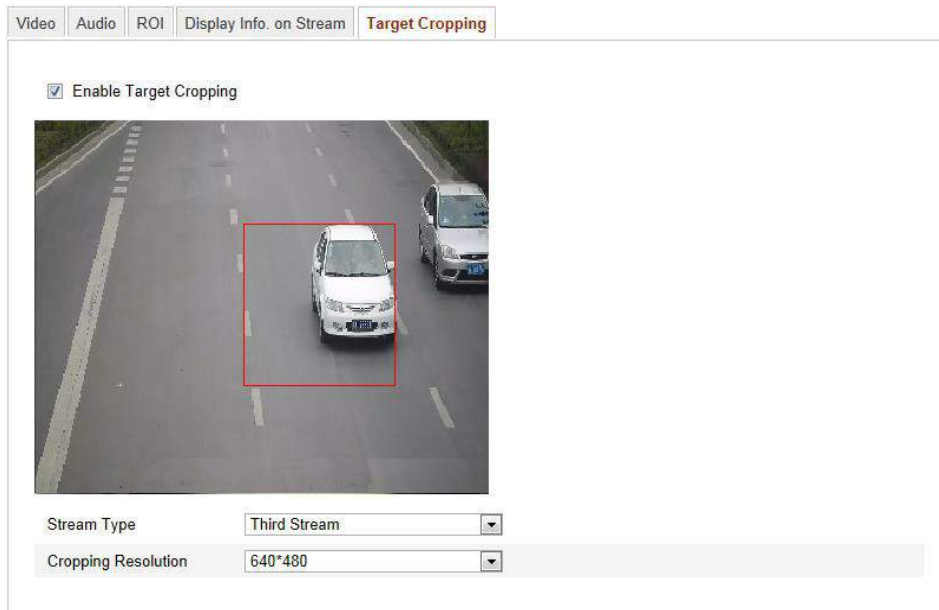 Video Audio ROI Display Info. on Stream Target Cropping
Enable Target Cropping
Stream Type Third Stream
Cropping Resolution 640*480